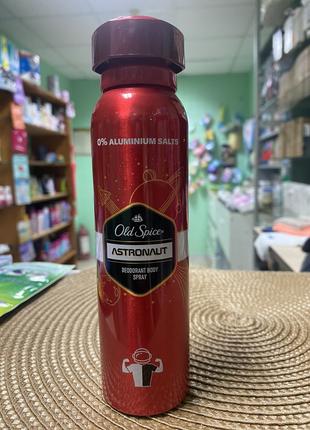 0% ALUMINIUM SALTS
Old Spice
ASTRONAUT
DEODORANT BODY
SPRAY